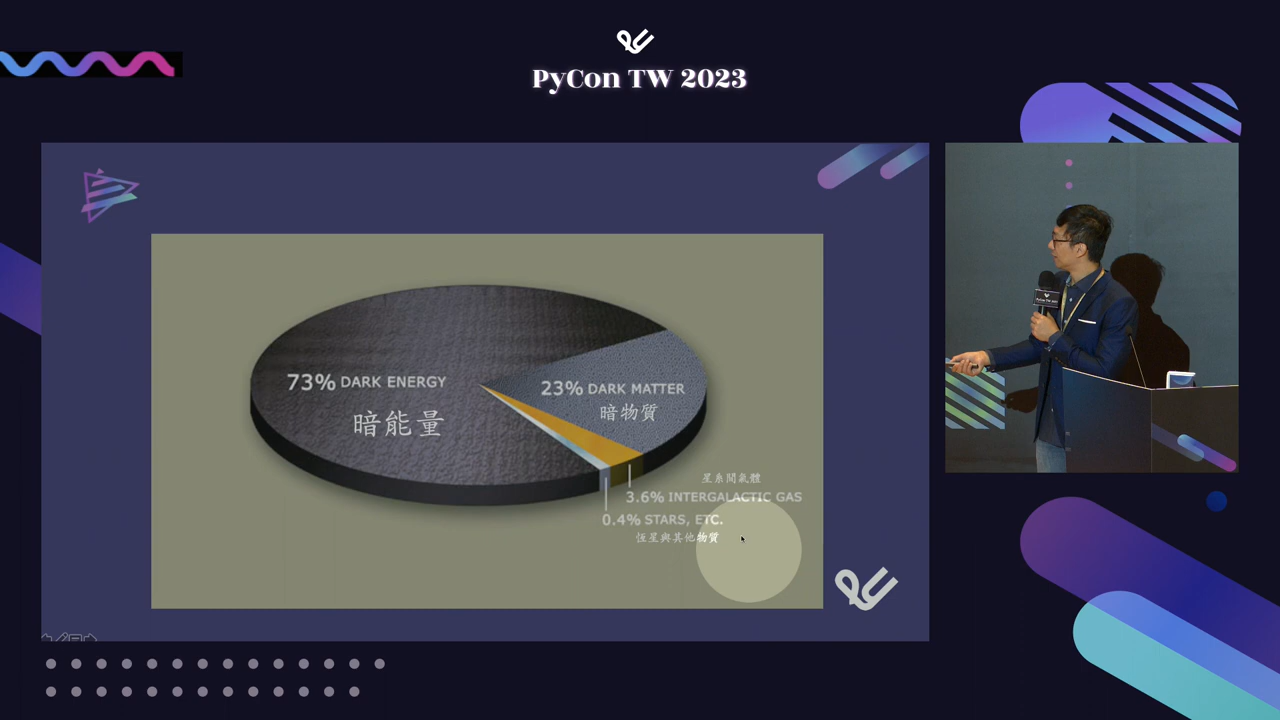 PyCon TW 2023
73% DARK ENERGY
暗能量
23% DARK MATTER
暗物質
星系間氣體
3.6% INTERGALACTIC GAS
0.4% STARS, ETC.
恆星與其他物質